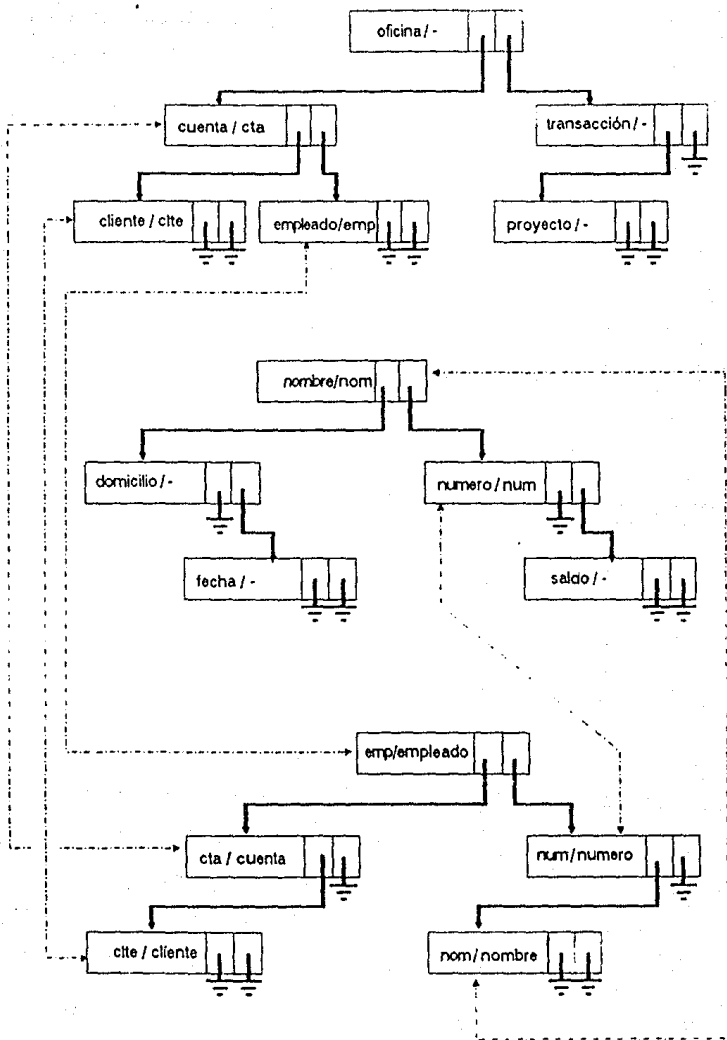 oficina / -
cuenta / cta
transacción / -
cliente / clte
empleado/emp
proyecto / -
nombre/nom
domicilio / -
numero / num
fecha / -
saldo / -
emp/empleado
cta / cuenta
num/numero
clte / cliente
nom/nombre